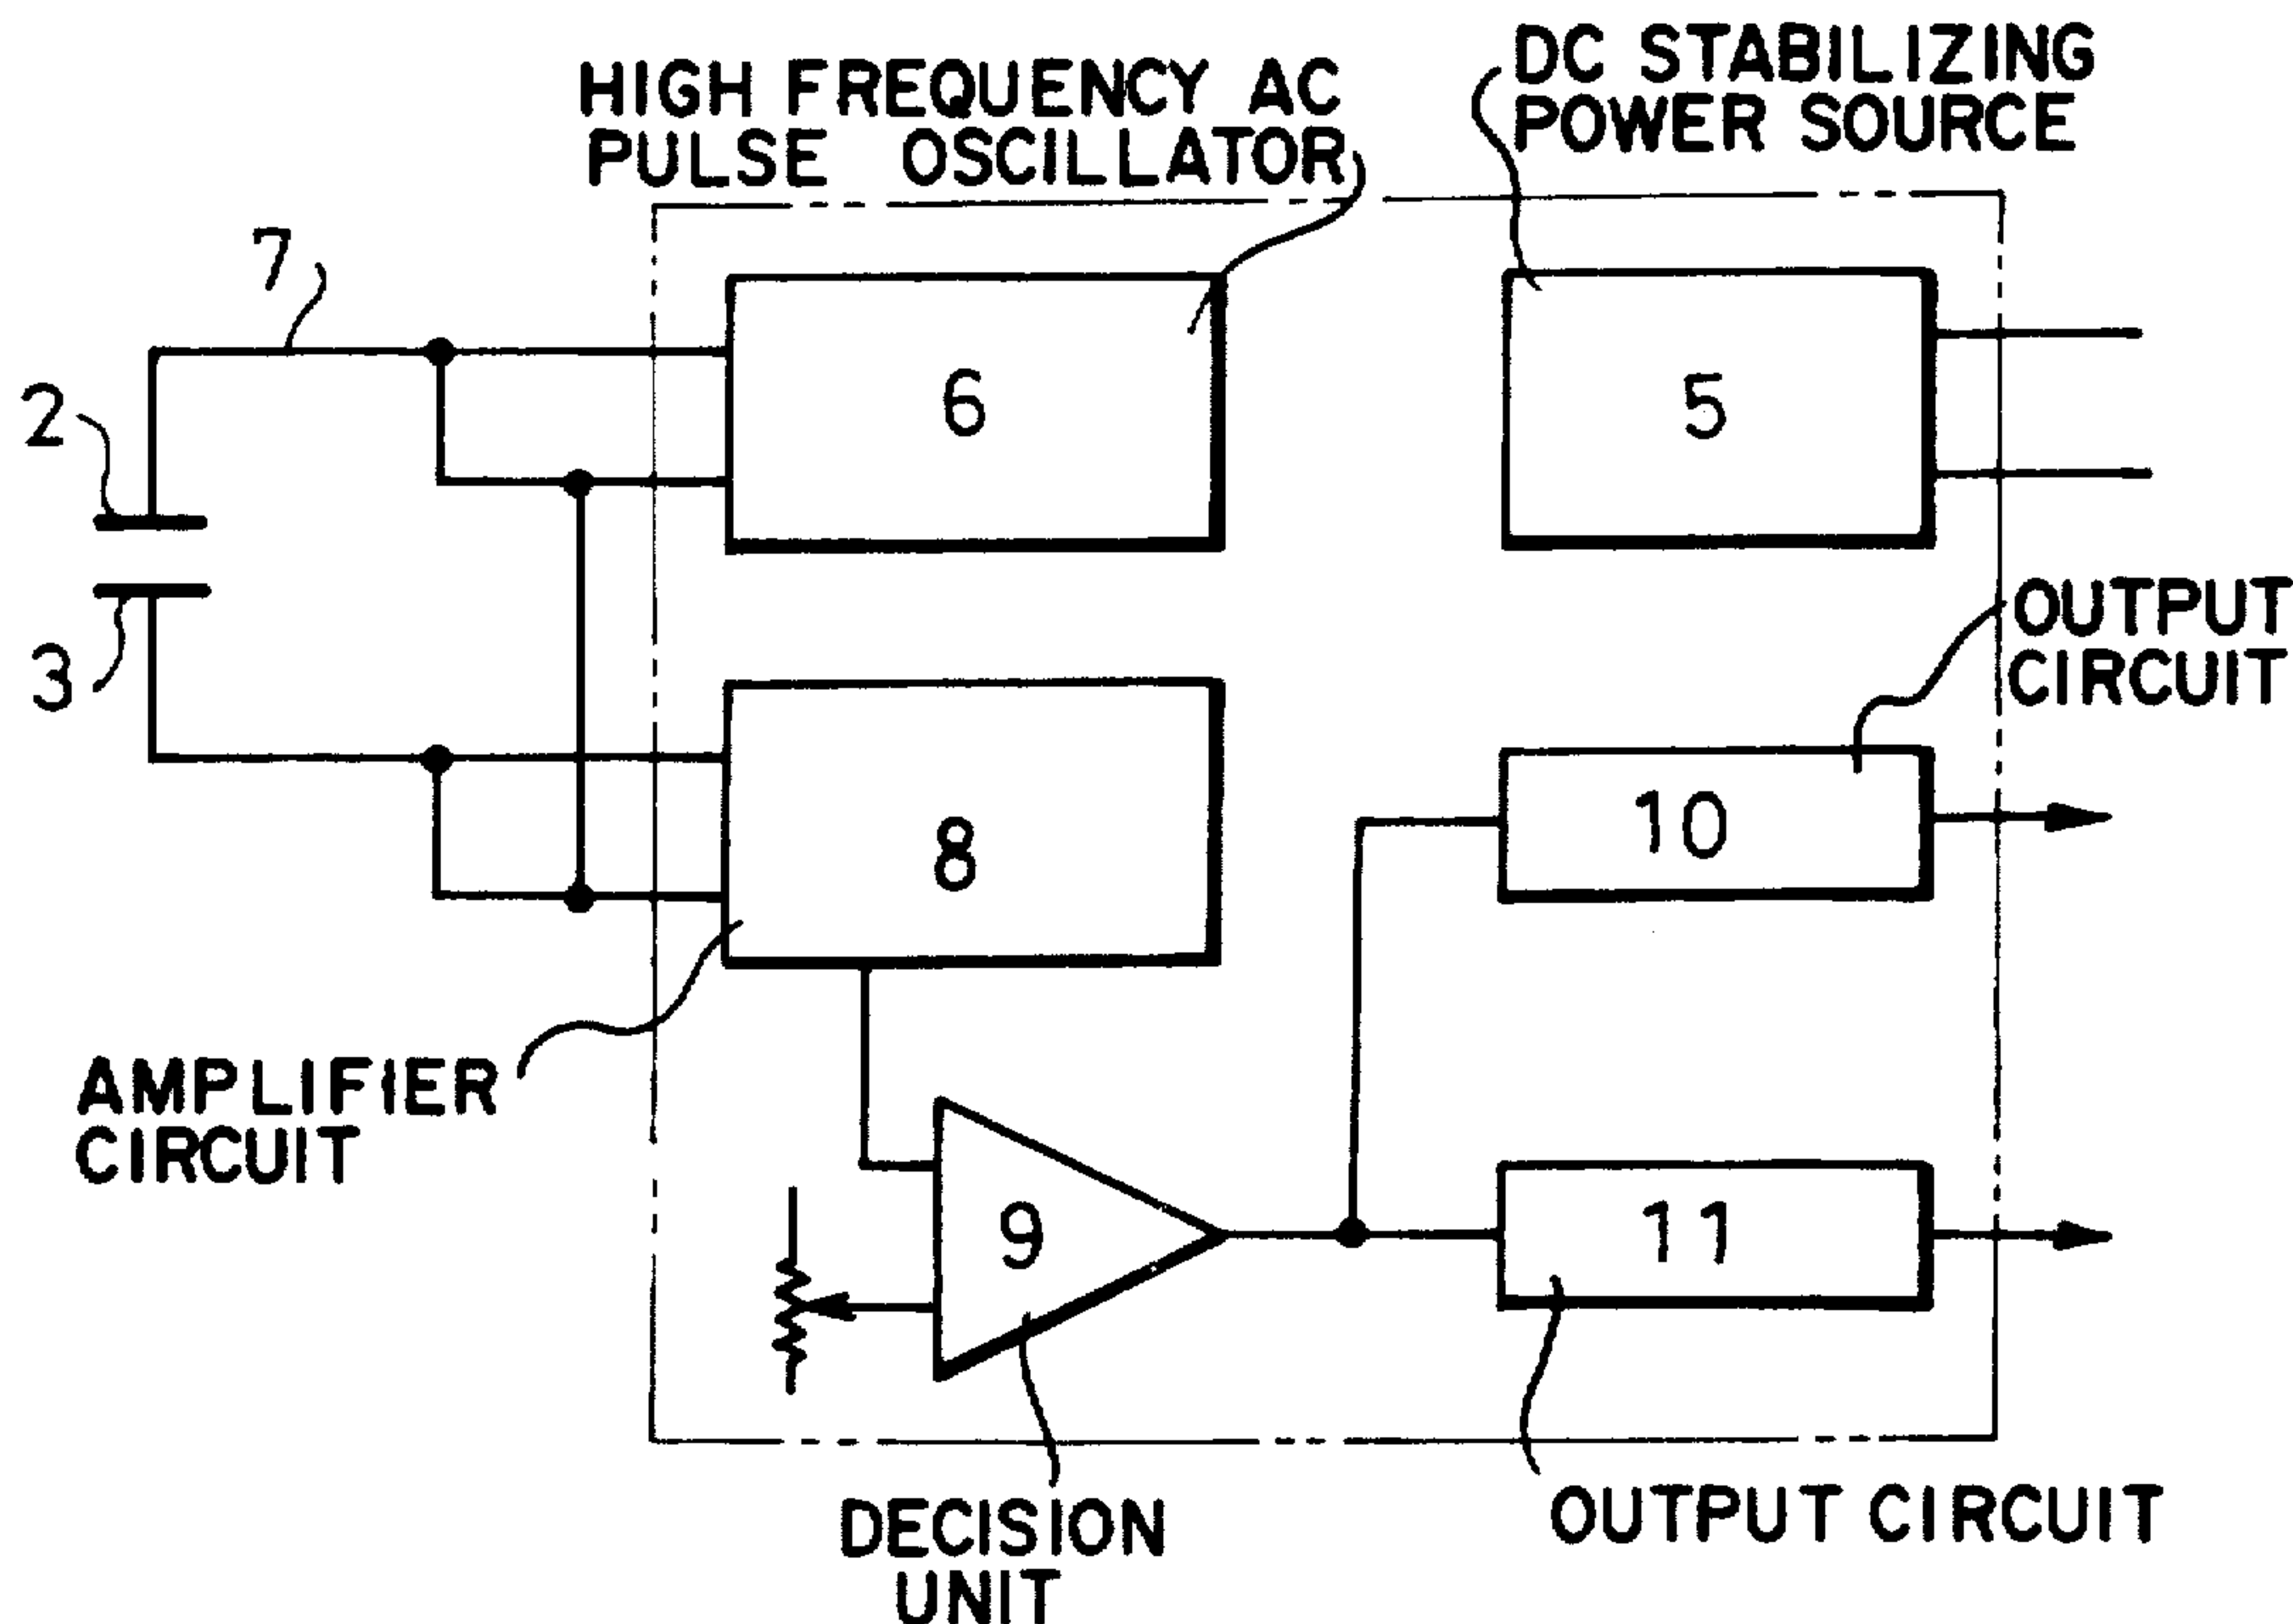 HIGH FREQUENCY AC
PULSE OSCILLATOR
DC STABILIZING
POWER SOURCE
7
2
6
5
3
OUTPUT
CIRCUIT
8
10
AMPLIFIER
CIRCUIT
9
11
DECISION
UNIT
OUTPUT CIRCUIT